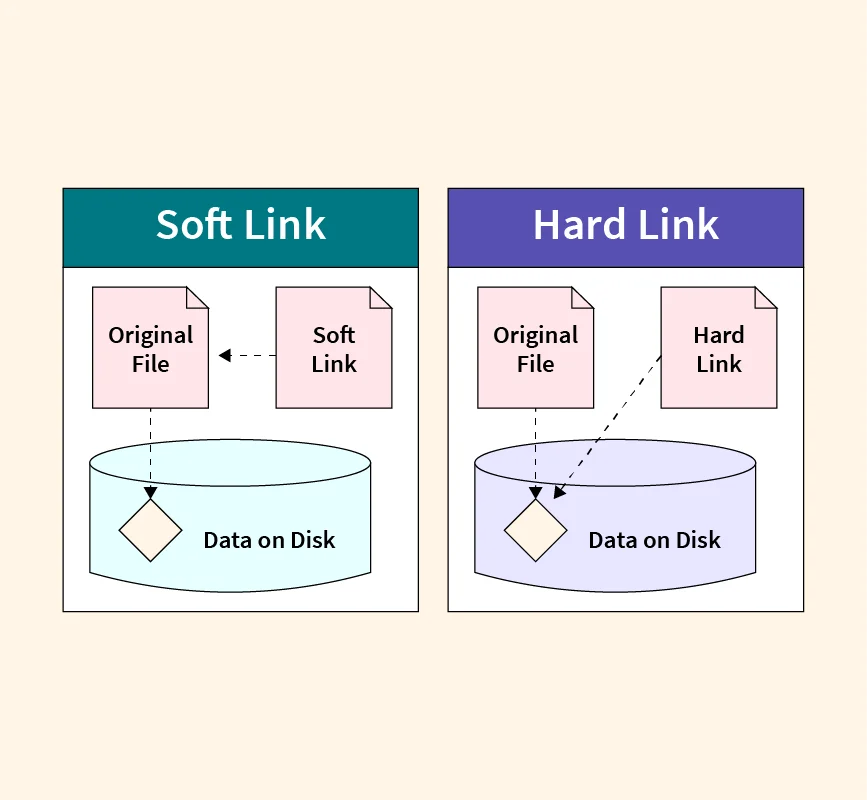 Soft Link
Original
File
Soft
Link
Data on Disk
Hard Link
Original
File
Hard
Link
Data on Disk